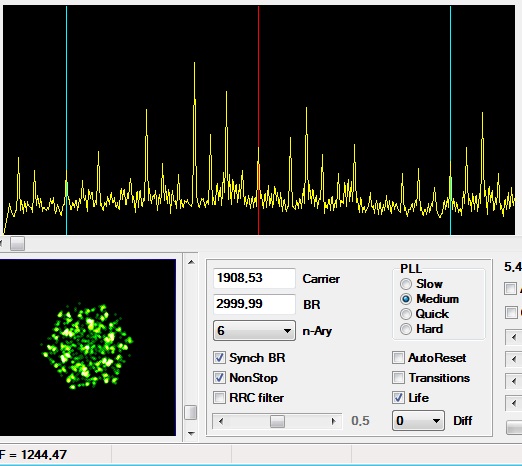 1908,53 Carrier
2999,99 BR
6 n-Ary
Synch BR
NonStop
RRC filter
0,5
PLL
Slow
Medium
Quick
Hard
AutoReset
Transitions
Life
0 Diff
5,4
F = 1244,47